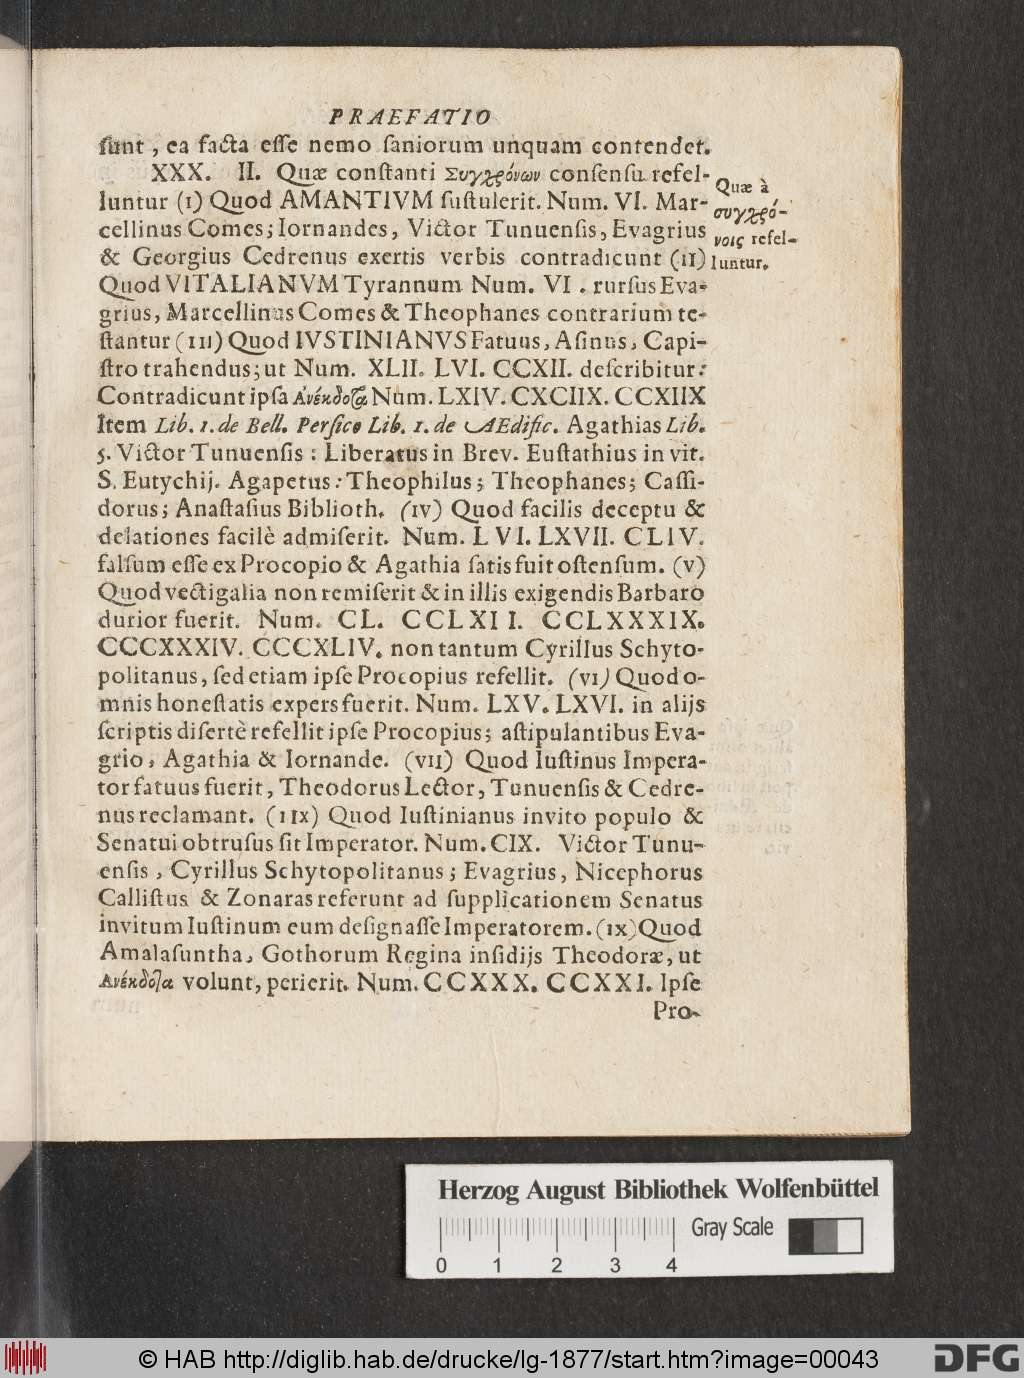 PRAEFATIO
ſunt, ea facta eſſe nemo ſaniorum unquam contendet.
XXX. II. Quæ conſtanti Συγχρόνων conſenſu refel-
luntur (I) Quod AMANTIVM ſuſtulerit. Num. VI. Mar-
cellinus Comes; Iornandes, Victor Tunuenſis, Evagrius
& Georgius Cedrenus exertis verbis contradicunt (II)
Quod VITALIANVM Tyrannum Num. VI. rurſus Eva-
grius, Marcellinus Comes & Theophanes contrarium te-
ſtantur (III) Quod IVSTINIANVS Fatuus, Aſinus, Capi-
ſtro trahendus; ut Num. XLII. LVI. CCXII. deſcribitur:
Contradicunt ipſa Ἀνέκδοτα Num. LXIV. CXCIIX. CCXIIX
Item Lib. 1. de Bell. Perſico Lib. 1. de AEdific. Agathias Lib.
5. Victor Tunuenſis: Liberatus in Brev. Euſtathius in vit.
S. Eutychij. Agapetus: Theophilus; Theophanes; Caſſi-
dorus; Anaſtaſius Biblioth. (IV) Quod facilis deceptu &
delationes facilè admiſerit. Num. LVI. LXVII. CLIV.
falſum eſſe ex Procopio & Agathia ſatis fuit oſtenſum. (V)
Quod vectigalia non remiſerit & in illis exigendis Barbaro
durior fuerit. Num. CL. CCLXII. CCLXXXIX.
CCCXXXIV. CCCXLIV. non tantum Cyrillus Schyto-
politanus, ſed etiam ipſe Procopius refellit. (VI) Quod o-
mnis honeſtatis expers fuerit. Num. LXV. LXVI. in alijs
ſcriptis diſertè refellit ipſe Procopius; aſtipulantibus Eva-
grio, Agathia & Iornande. (VII) Quod Iuſtinus Impera-
tor fatuus fuerit, Theodorus Lector, Tunuenſis & Cedre-
nus reclamant. (IIX) Quod Iuſtinianus invito populo &
Senatui obtruſus ſit Imperator. Num. CIX. Victor Tunu-
enſis, Cyrillus Schytopolitanus; Evagrius, Nicephorus
Calliſtus & Zonaras referunt ad ſupplicationem Senatus
invitum Iuſtinum eum deſignaſſe Imperatorem. (IX) Quod
Amalaſuntha, Gothorum Regina inſidijs Theodoræ, ut
Ἀνέκδοτα volunt, perierit. Num. CCXXX. CCXXI. Ipſe
Pro-
Quæ à
συγχρό-
νοις refel-
luntur.
Herzog August Bibliothek Wolfenbüttel
Gray Scale
0 1 2 3 4
© HAB http://diglib.hab.de/drucke/lg-1877/start.htm?image=00043
DFG